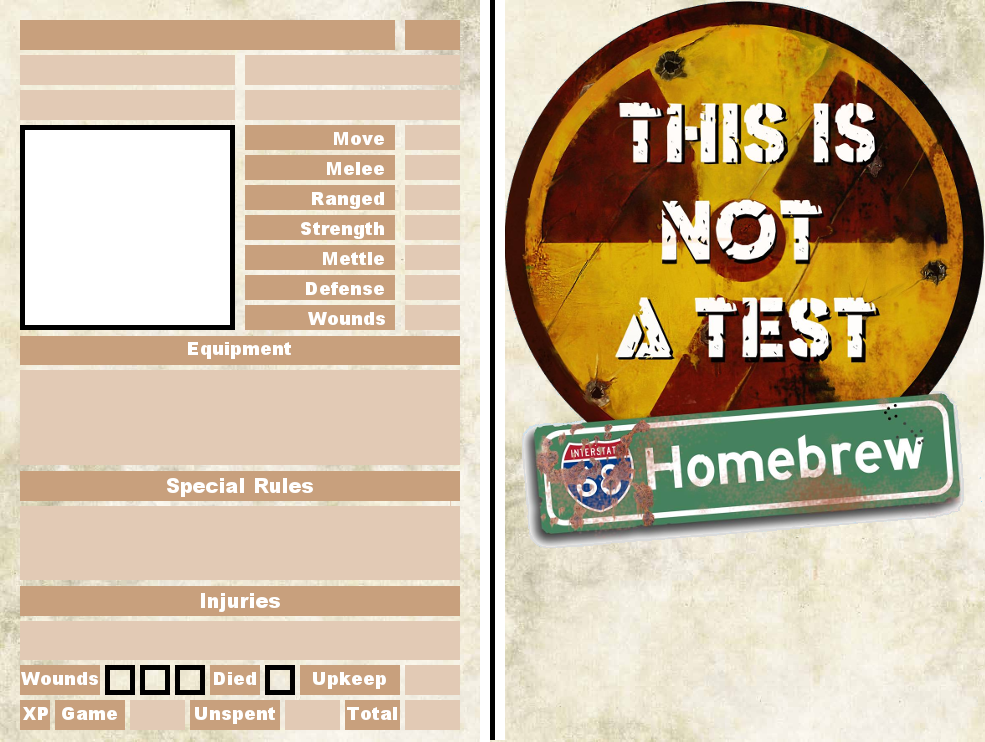 Move
Melee
Ranged
Strength
Mettle
Defense
Wounds
Equipment
Special Rules
Injuries
Wounds Died Upkeep
XP Game Unspent Total
THIS IS
NOT
A TEST
INTERSTAT
68
Homebrew